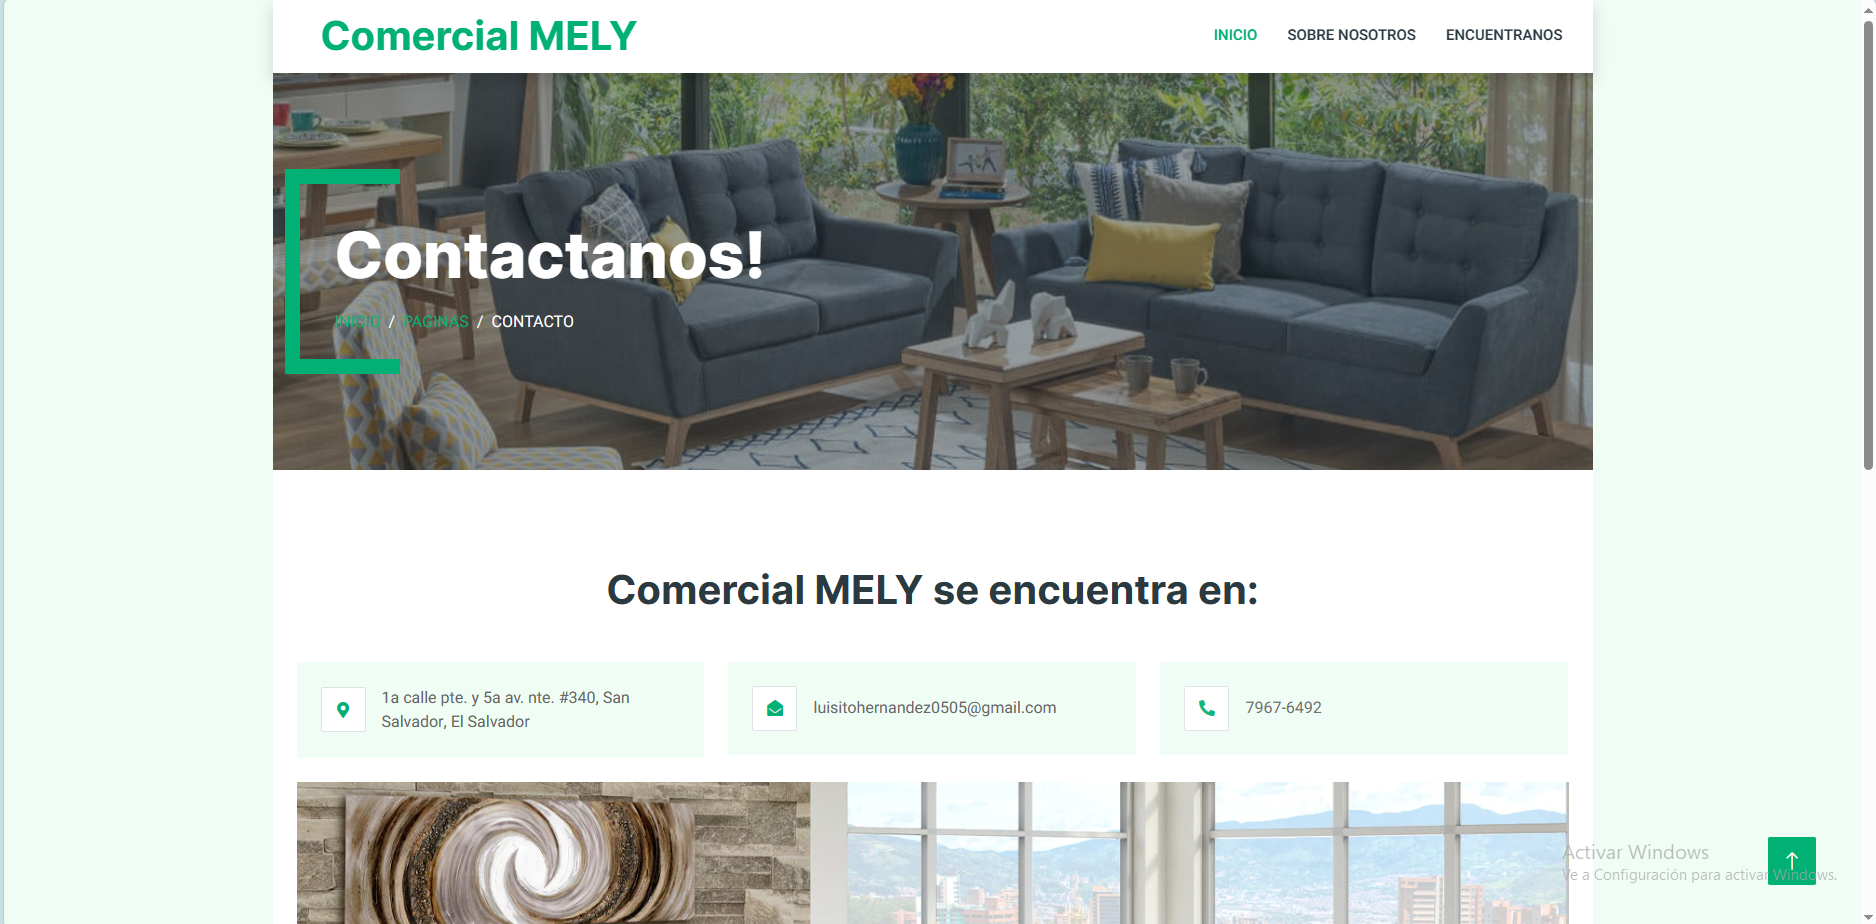 Comercial MELY
INICIO SOBRE NOSOTROS ENCUENTRANOS
Contactanos!
INICIO / PAGINAS / CONTACTO
Comercial MELY se encuentra en:
1a calle pte. y 5a av. nte. #340, San
Salvador, El Salvador
luisitohernandez0505@gmail.com
7967-6492
Activar Windows
Ve a Configuración para activar Windows.